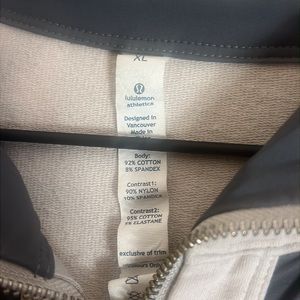 XL
lululemon
athletica
Designed in
Vancouver
Made in
Body:
92% COTTON
8% SPANDEX
Contrast1:
90% NYLON
10% SPANDEX
Contrast2:
95% COTTON
5% ELASTANE
exclusive of trim